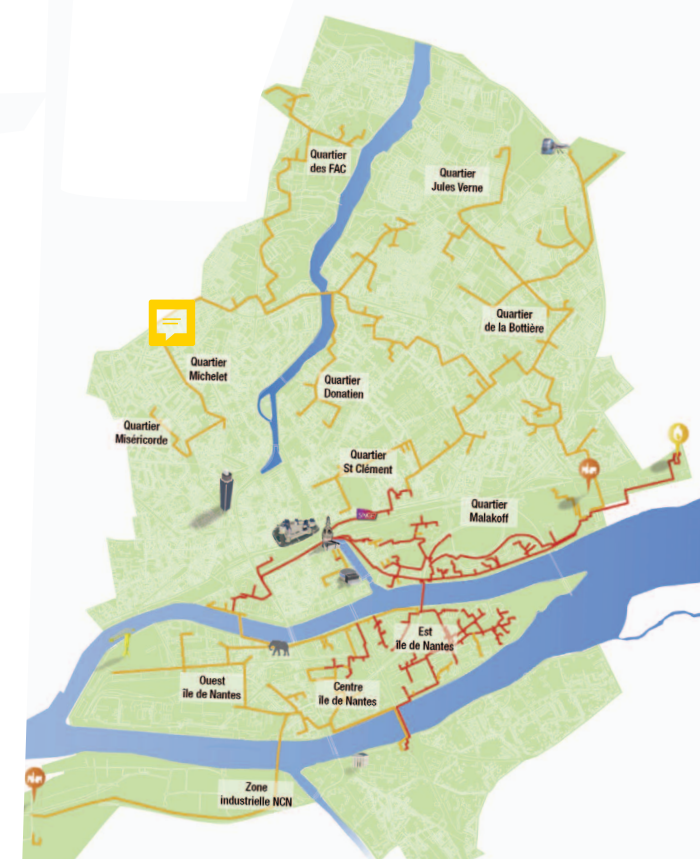 Quartier
des FAC
Quartier
Jules Verne
Quartier
de la Bottière
Quartier
Michelet
Quartier
Donatien
Quartier
Miséricorde
Quartier
St Clément
Quartier
Malakoff
SNCF
Est
île de Nantes
Ouest
île de Nantes
Centre
île de Nantes
Zone
industrielle NCN